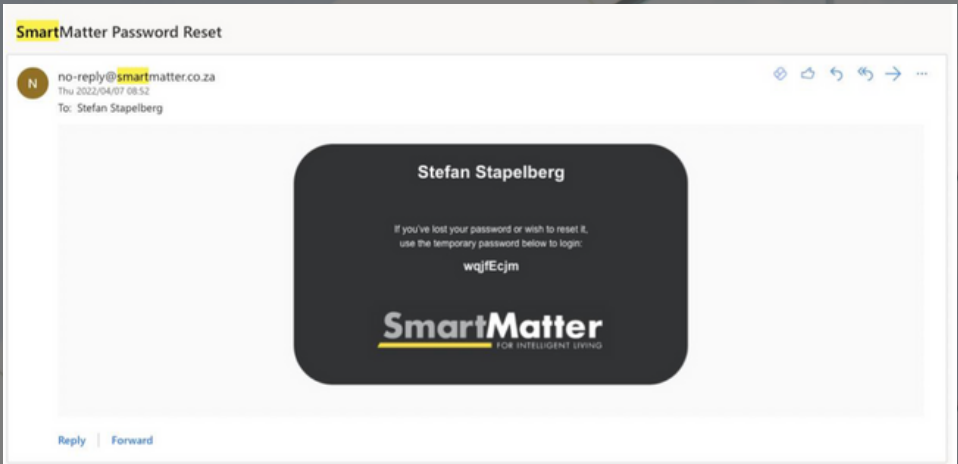 SmartMatter Password Reset
N
no-reply@smartmatter.co.za
Thu 2022/04/07 08:52
To: Stefan Stapelberg
Stefan Stapelberg
If you've lost your password or wish to reset it,
use the temporary password below to login:
wqjfEcjm
SmartMatter
FOR INTELLIGENT LIVING
Reply | Forward